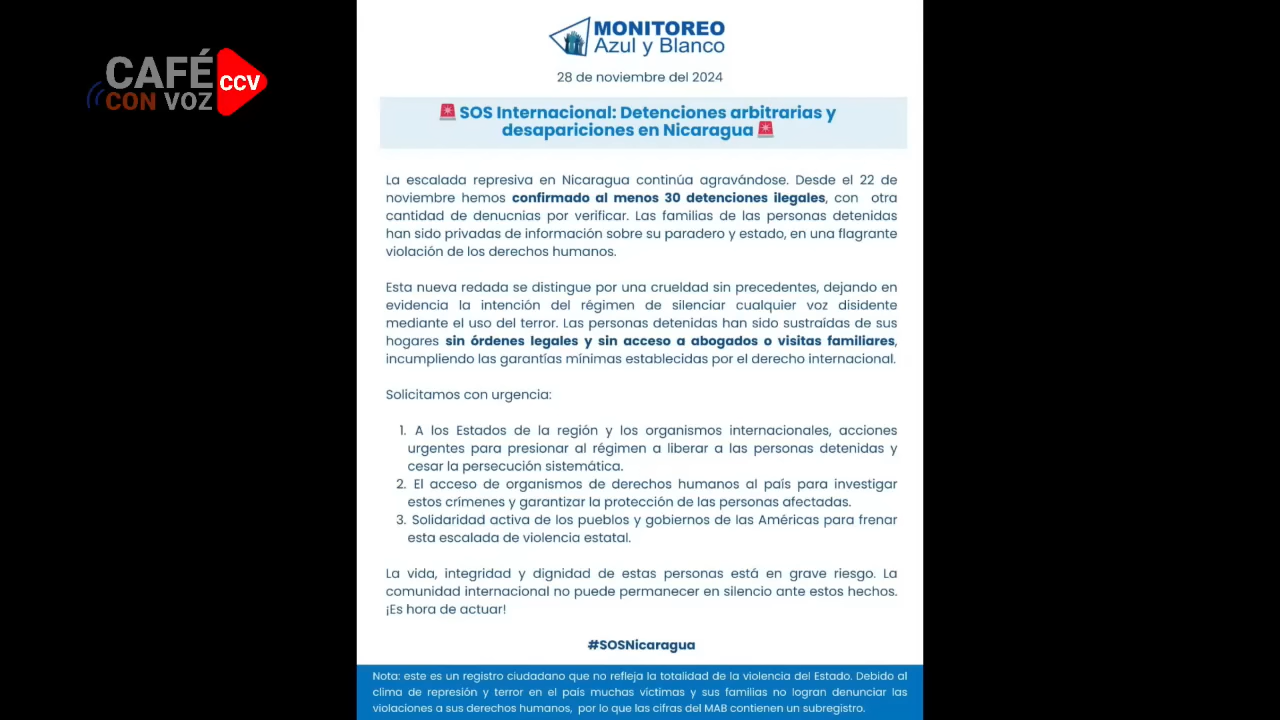 CAFÉ
CON VOZ
CCV
MONITOREO
Azul y Blanco
28 de noviembre del 2024
🚨SOS Internacional: Detenciones arbitrarias y
desapariciones en Nicaragua🚨
La escalada represiva en Nicaragua continúa agravándose. Desde el 22 de
noviembre hemos confirmado al menos 30 detenciones ilegales, con otra
cantidad de denucnias por verificar. Las familias de las personas detenidas
han sido privadas de información sobre su paradero y estado, en una flagrante
violación de los derechos humanos.
Esta nueva redada se distingue por una crueldad sin precedentes, dejando en
evidencia la intención del régimen de silenciar cualquier voz disidente
mediante el uso del terror. Las personas detenidas han sido sustraídas de sus
hogares sin órdenes legales y sin acceso a abogados o visitas familiares,
incumpliendo las garantías mínimas establecidas por el derecho internacional.
Solicitamos con urgencia:
1. A los Estados de la región y los organismos internacionales, acciones
urgentes para presionar al régimen a liberar a las personas detenidas y
cesar la persecución sistemática.
2. El acceso de organismos de derechos humanos al país para investigar
estos crímenes y garantizar la protección de las personas afectadas.
3. Solidaridad activa de los pueblos y gobiernos de las Américas para frenar
esta escalada de violencia estatal.
La vida, integridad y dignidad de estas personas está en grave riesgo. La
comunidad internacional no puede permanecer en silencio ante estos hechos.
¡Es hora de actuar!
#SOSNicaragua
Nota: este es un registro ciudadano que no refleja la totalidad de la violencia del Estado. Debido al
clima de represión y terror en el país muchas víctimas y sus familias no logran denunciar las
violaciones a sus derechos humanos, por lo que las cifras del MAB contienen un subregistro.